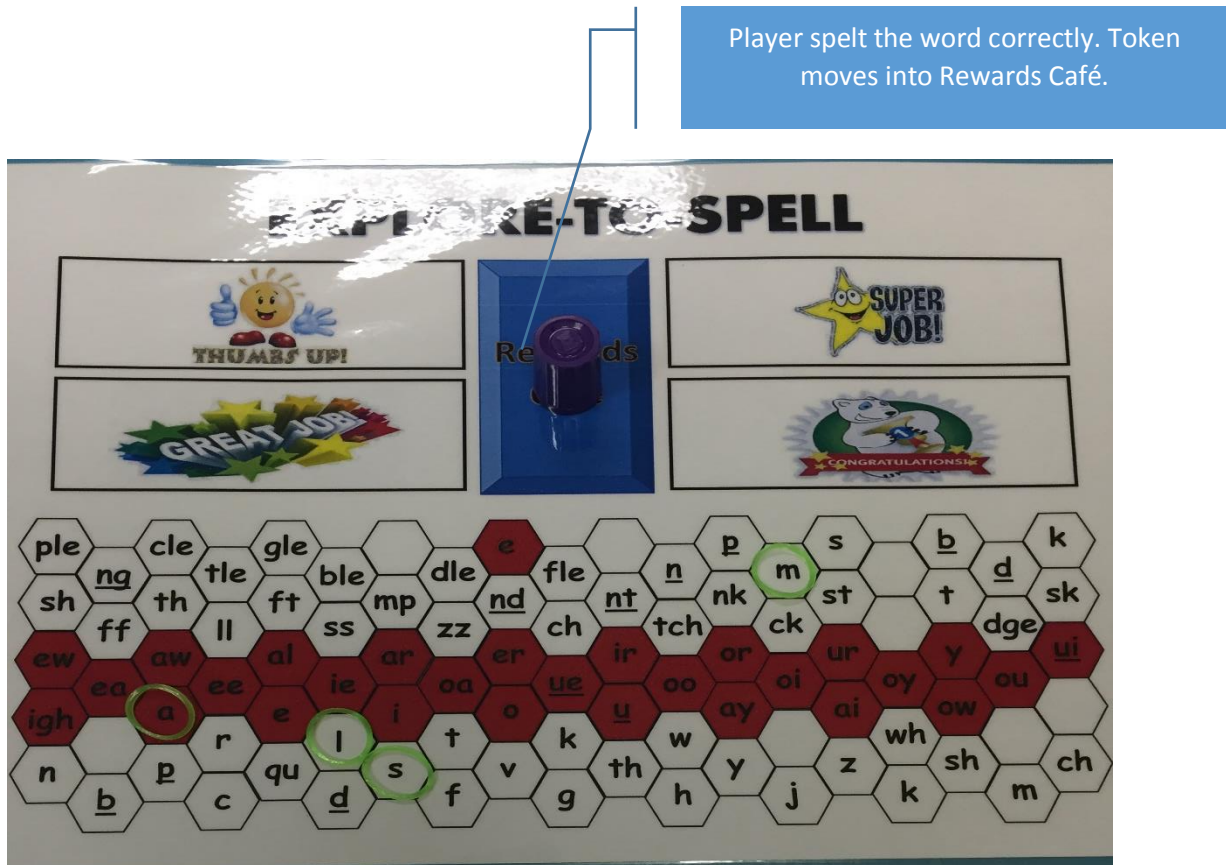 Player spelt the word correctly. Token
moves into Rewards Café.
EXPLORE-TO-SPELL
THUMBS UP!
SUPER
JOB!
GREAT JOB!
CONGRATULATIONS!
ple cle gle e p s b k
ng tle ble dle fle n m d
sh th ft mp nd nt nk st t sk
ff ll ss zz ch tch ck dge
ew aw al ar er ir or ur y ui
ea ee ie oa ue oo oi oy ou
igh a e i o u ay ai ow
r l t k w wh
n p qu s v th y z sh ch
b c d f g h j k m